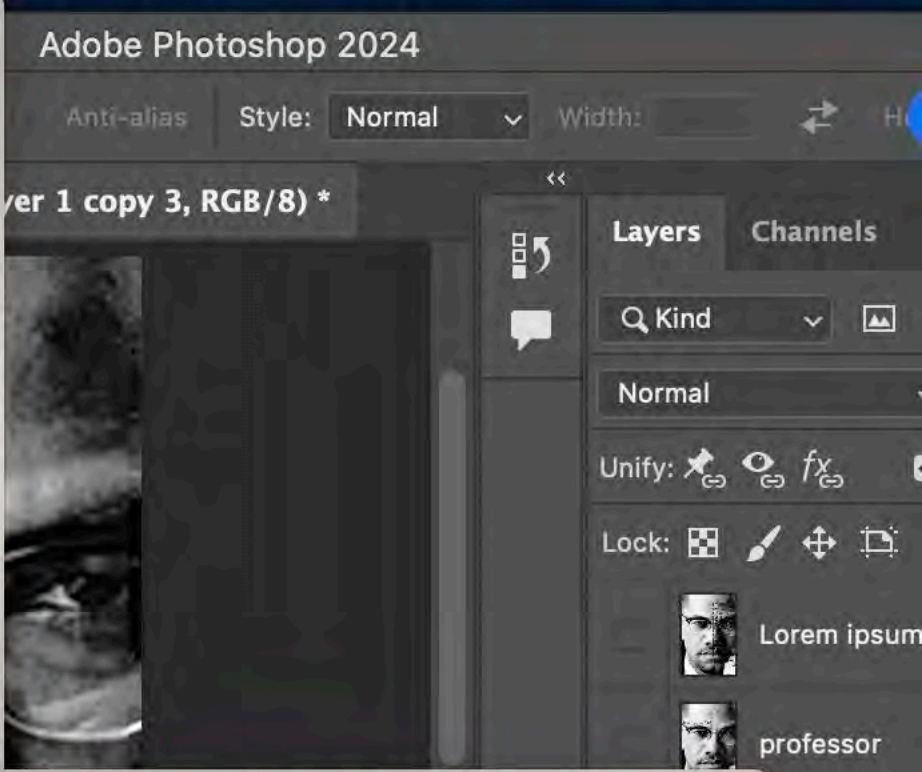 Adobe Photoshop 2024
Anti-alias Style: Normal Width:
yer 1 copy 3, RGB/8) *
Layers Channels
Kind
Normal
Unify: fx
Lock:
Lorem ipsum
professor